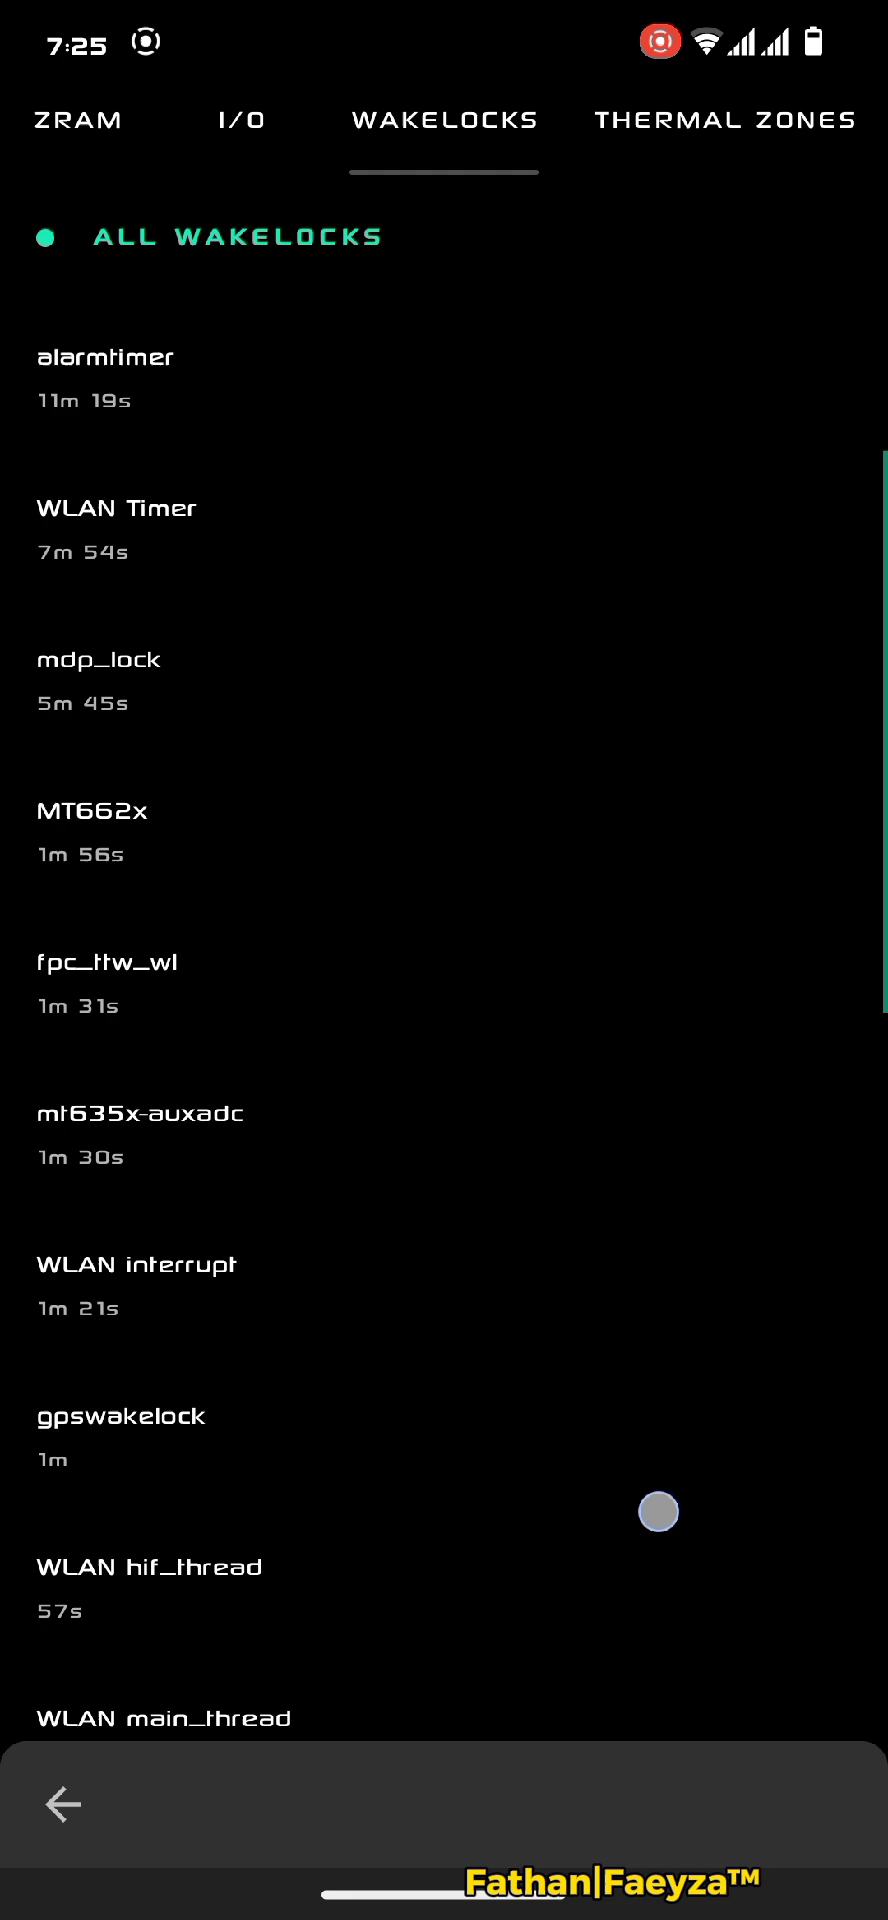 7:25
ZRAM I/O WAKELOCKS THERMAL ZONES
ALL WAKELOCKS
alarmtimer
11m 19s
WLAN Timer
7m 54s
mdp_lock
5m 45s
MT662x
1m 56s
fpc_ttw_wl
1m 31s
mt635x-auxadc
1m 30s
WLAN interrupt
1m 21s
gpswakelock
1m
WLAN hif_thread
57s
WLAN main_thread
Fathan|Faeyza™